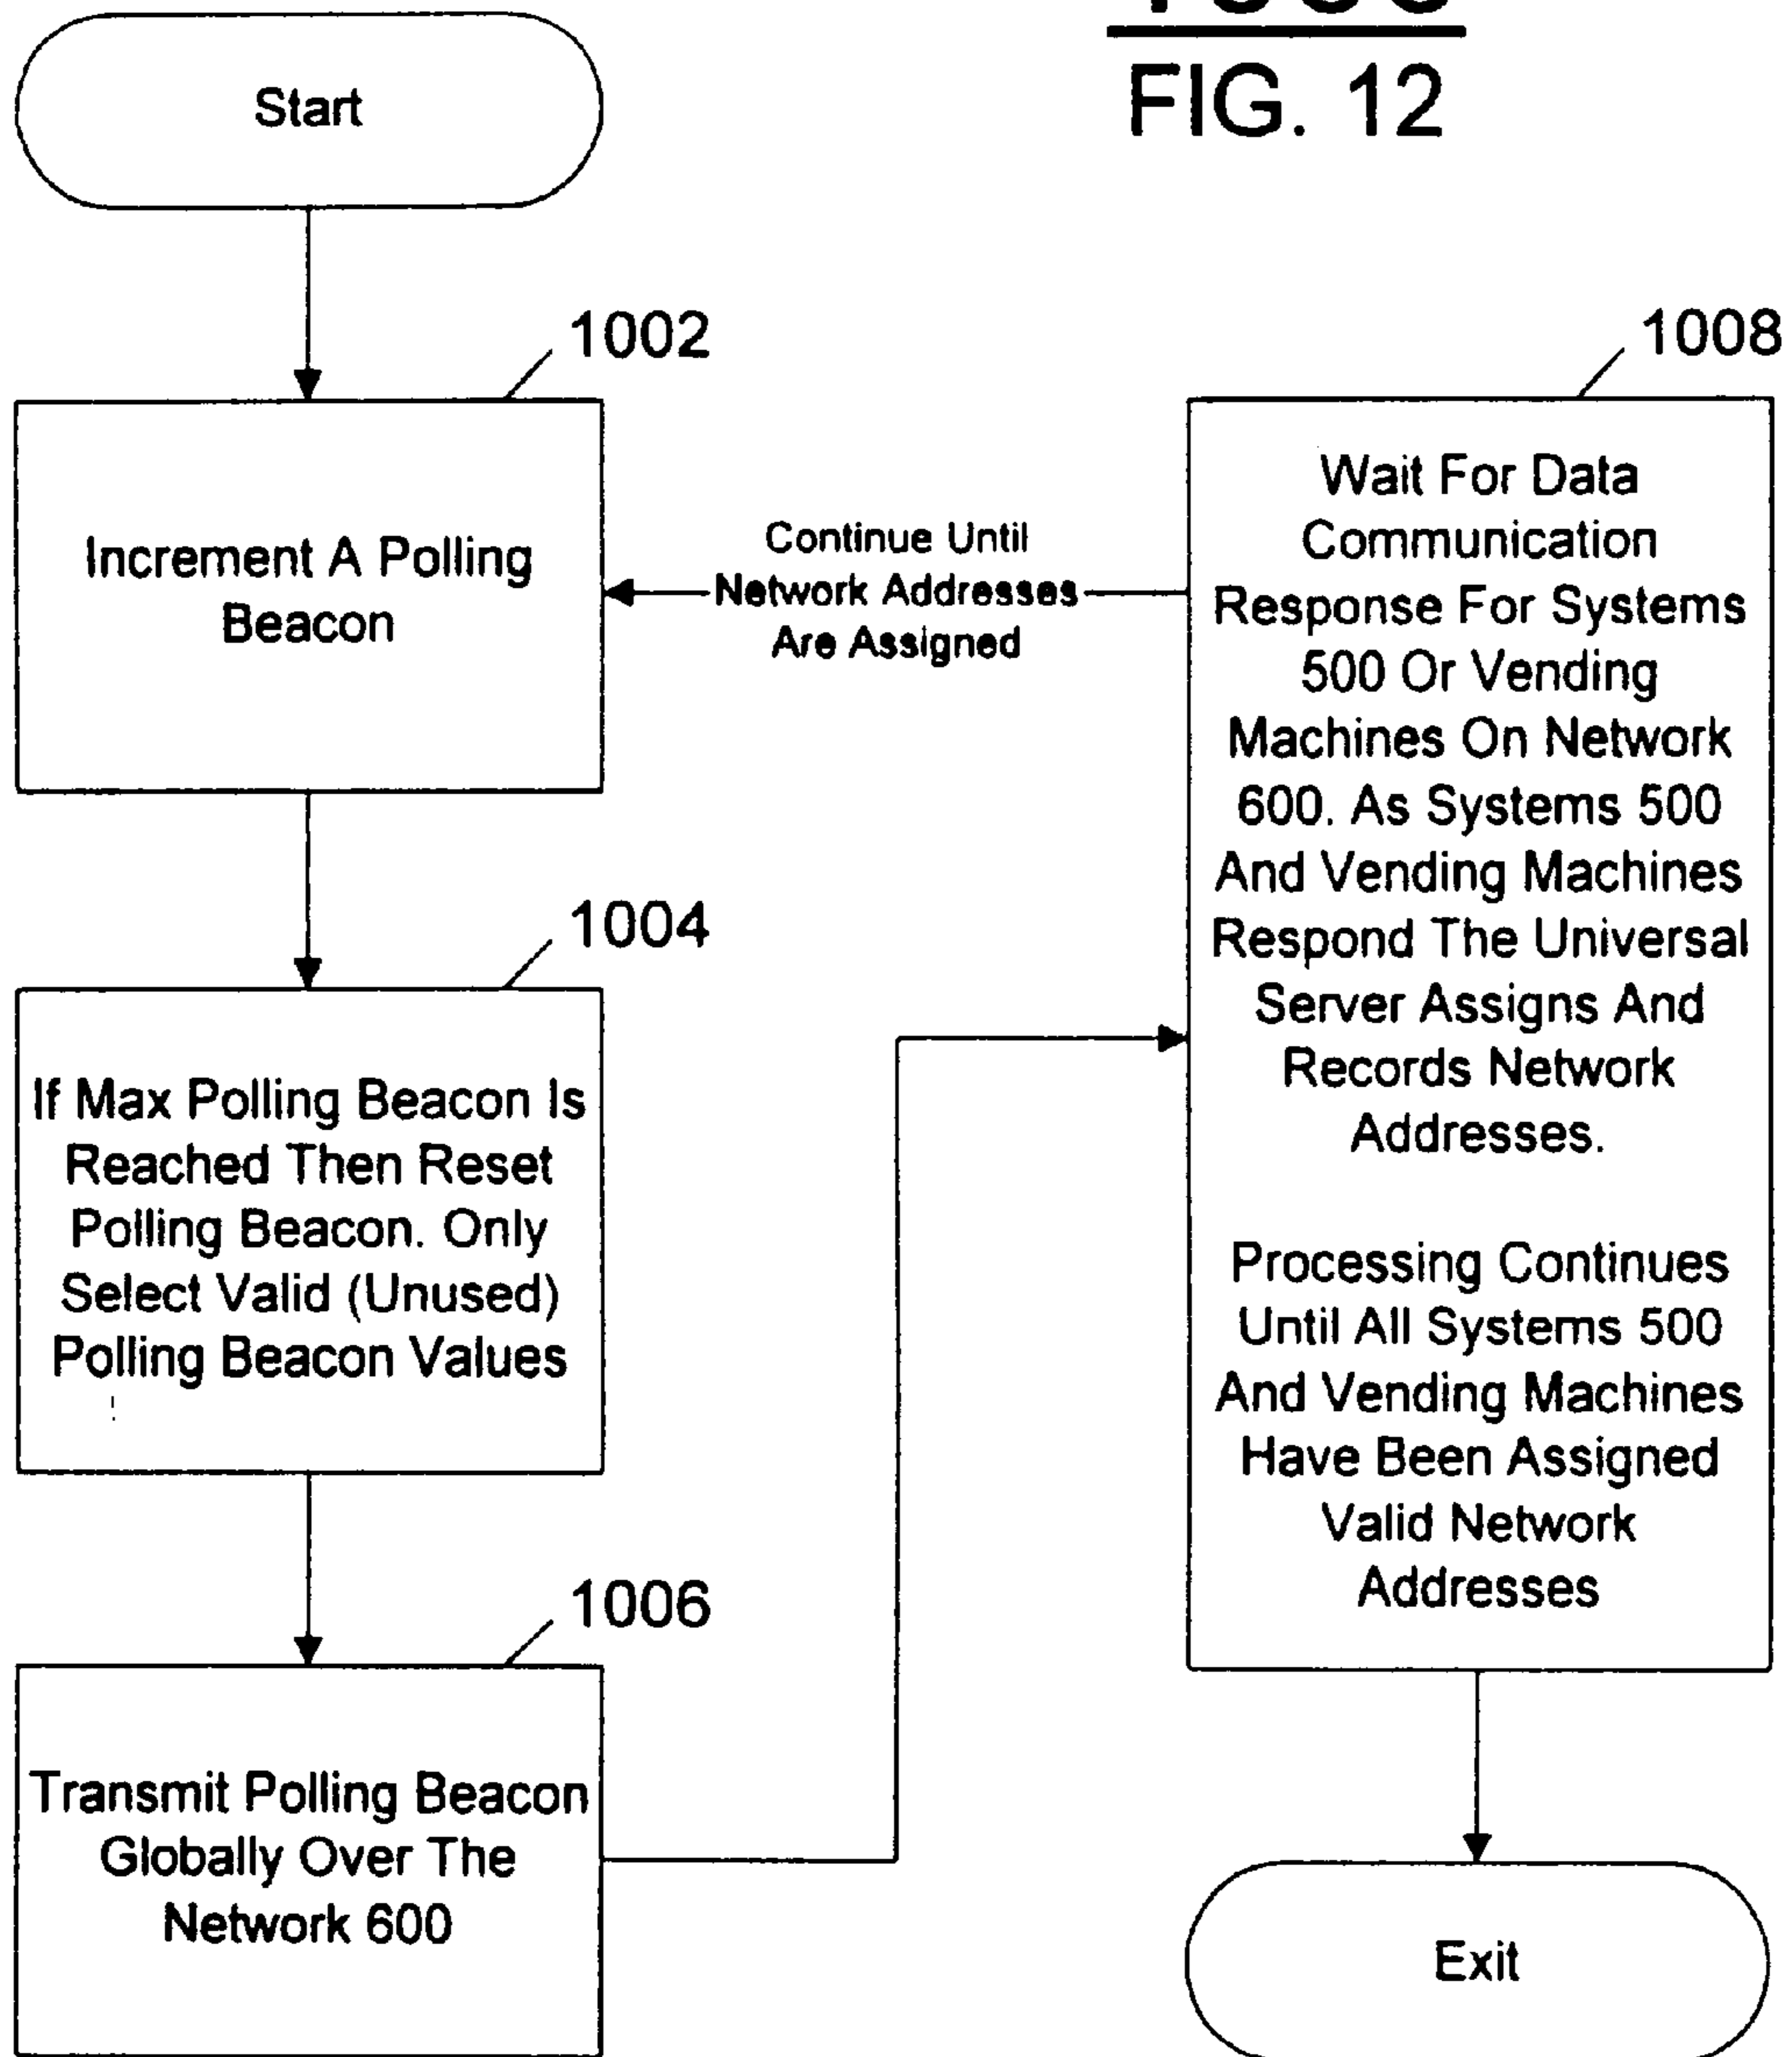 FIG. 12
Start
1002
Increment A Polling
Beacon
Continue Until
Network Addresses
Are Assigned
1004
If Max Polling Beacon Is
Reached Then Reset
Polling Beacon. Only
Select Valid (Unused)
Polling Beacon Values
1006
Transmit Polling Beacon
Globally Over The
Network 600
1008
Wait For Data
Communication
Response For Systems
500 Or Vending
Machines On Network
600. As Systems 500
And Vending Machines
Respond The Universal
Server Assigns And
Records Network
Addresses.
Processing Continues
Until All Systems 500
And Vending Machines
Have Been Assigned
Valid Network
Addresses
Exit